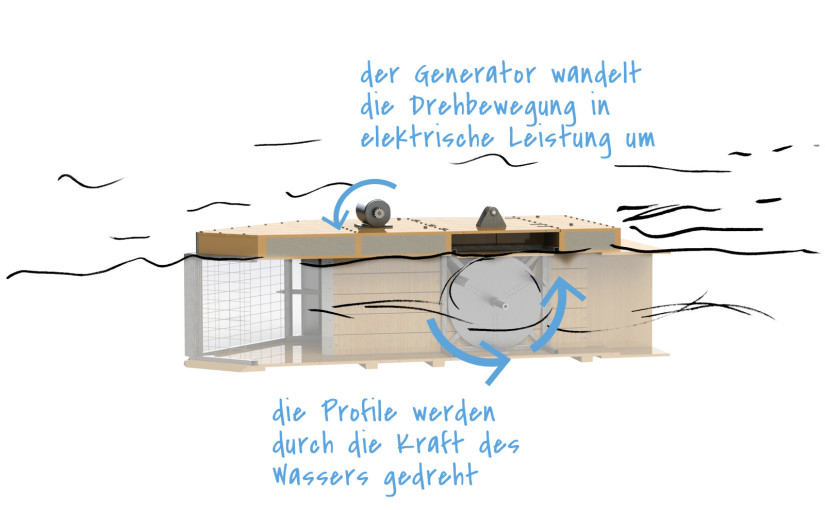 der Generator wandelt
die Drehbewegung in
elektrische Leistung um
die Profile werden
durch die Kraft des
Wassers gedreht